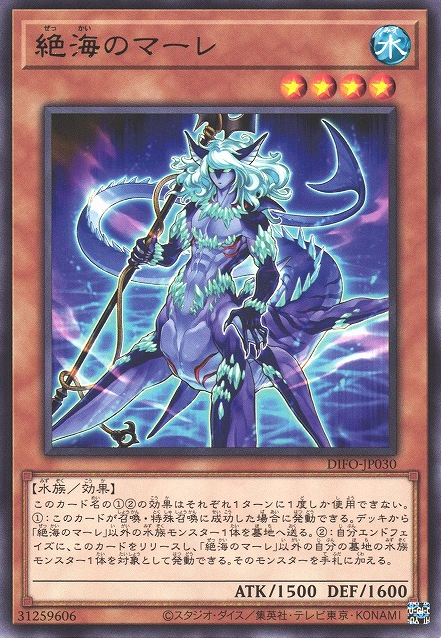 絶海のマーレ
水
DIFO-JP030
【水族／効果】
このカード名の①②の効果はそれぞれ1ターンに1度しか使用できない。
①：このカードが召喚・特殊召喚に成功した場合に発動できる。デッキから
「絶海のマーレ」以外の水族モンスター1体を墓地へ送る。②：自分エンドフェ
イズに、このカードをリリースし、「絶海のマーレ」以外の自分の墓地の水族
モンスター1体を対象として発動できる。そのモンスターを手札に加える。
ATK/1500 DEF/1600
31259606 ©スタジオ・ダイス／集英社・テレビ東京・KONAMI